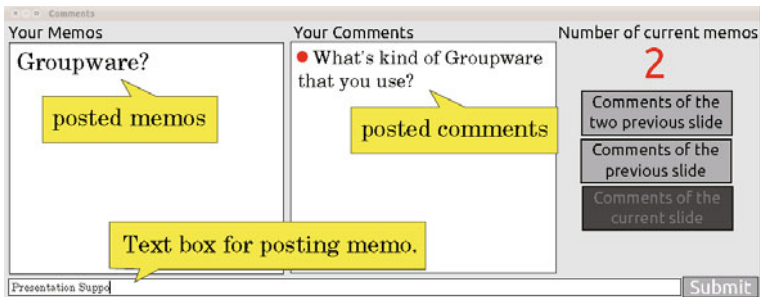 Comments
Your Memos
Groupware?
posted memos
Your Comments
What's kind of Groupware
that you use?
posted comments
Number of current memos
2
Comments of the
two previous slide
Comments of the
previous slide
Comments of the
current slide
Text box for posting memo.
Presentation Suppo
Submit